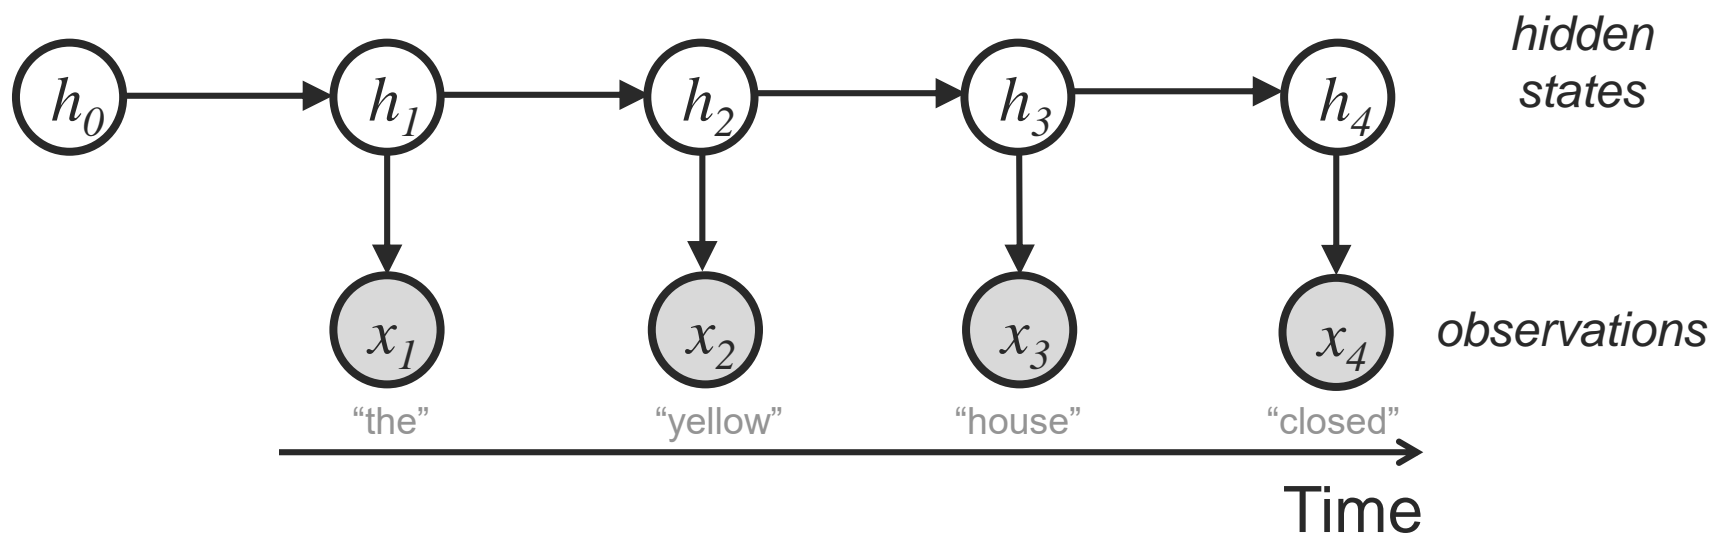 h0 h1 h2 h3 h4
hidden
states
x1 x2 x3 x4
observations
“the” “yellow” “house” “closed”
Time